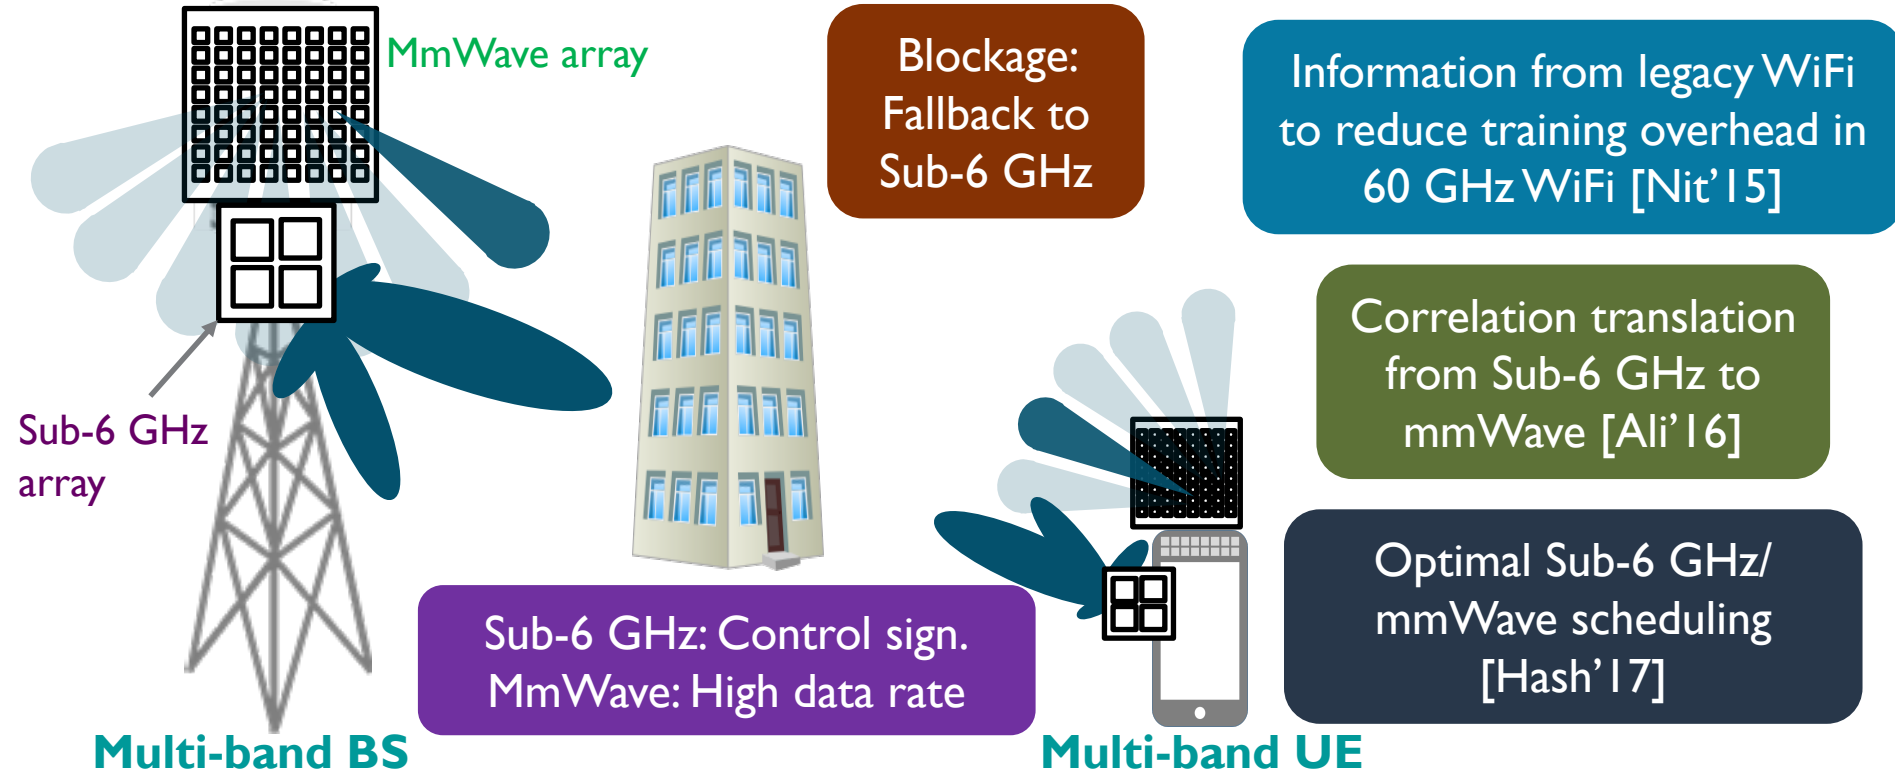 MmWave array
Sub-6 GHz
array
Multi-band BS
Blockage:
Fallback to
Sub-6 GHz
Sub-6 GHz: Control sign.
MmWave: High data rate
Multi-band UE
Information from legacy WiFi
to reduce training overhead in
60 GHz WiFi [Nit'15]
Correlation translation
from Sub-6 GHz to
mmWave [Ali'16]
Optimal Sub-6 GHz/
mmWave scheduling
[Hash'17]